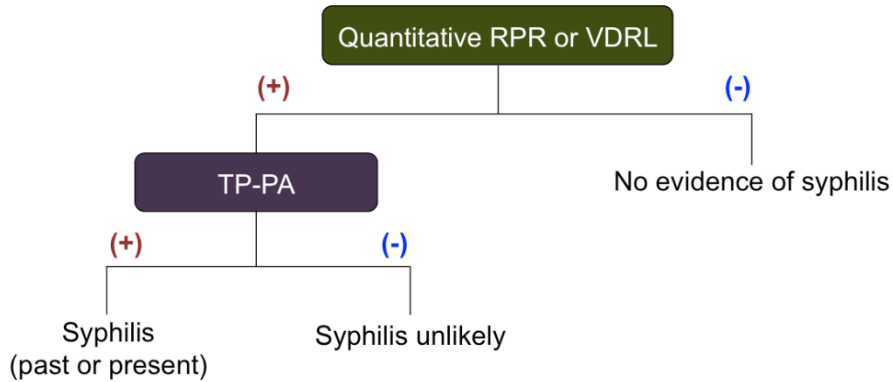 Quantitative RPR or VDRL
(+)
(-)
TP-PA
No evidence of syphilis
(+)
(-)
Syphilis
(past or present)
Syphilis unlikely